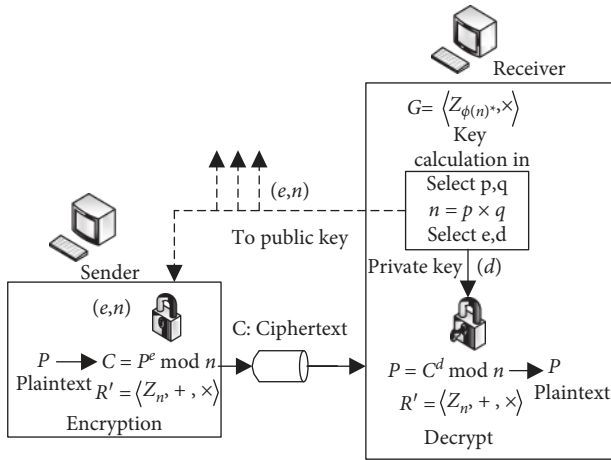 Receiver
G= ⟨Z_ϕ(n)*,×⟩
Key
calculation in
Select p,q
n = p × q
Select e,d
(e,n)
To public key
Private key (d)
Sender
(e,n)
P C = P^e mod n
Plaintext
R′ = ⟨Z_n, + , ×⟩
Encryption
C: Ciphertext
P = C^d mod n P
Plaintext
R′ = ⟨Z_n, + , ×⟩
Decrypt